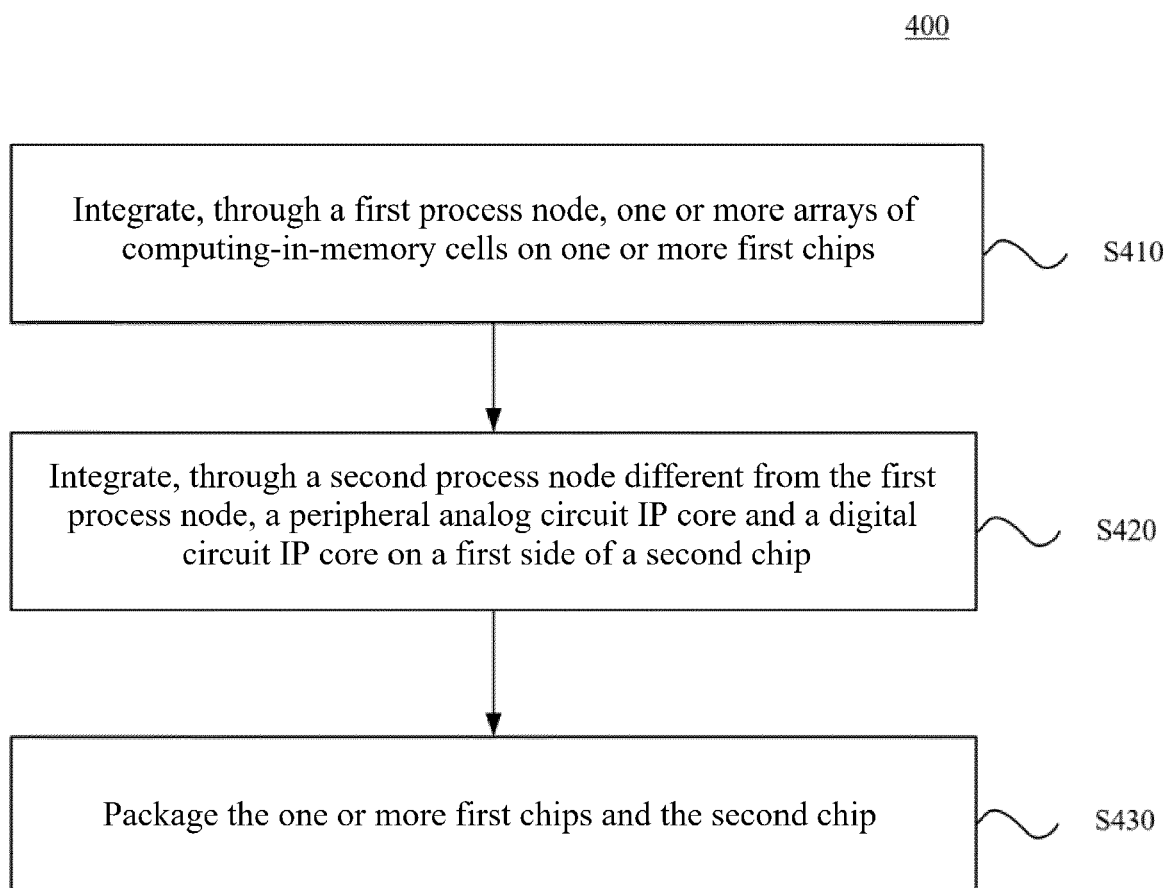 400
Integrate, through a first process node, one or more arrays of
computing-in-memory cells on one or more first chips
S410
Integrate, through a second process node different from the first
process node, a peripheral analog circuit IP core and a digital
circuit IP core on a first side of a second chip
S420
Package the one or more first chips and the second chip
S430